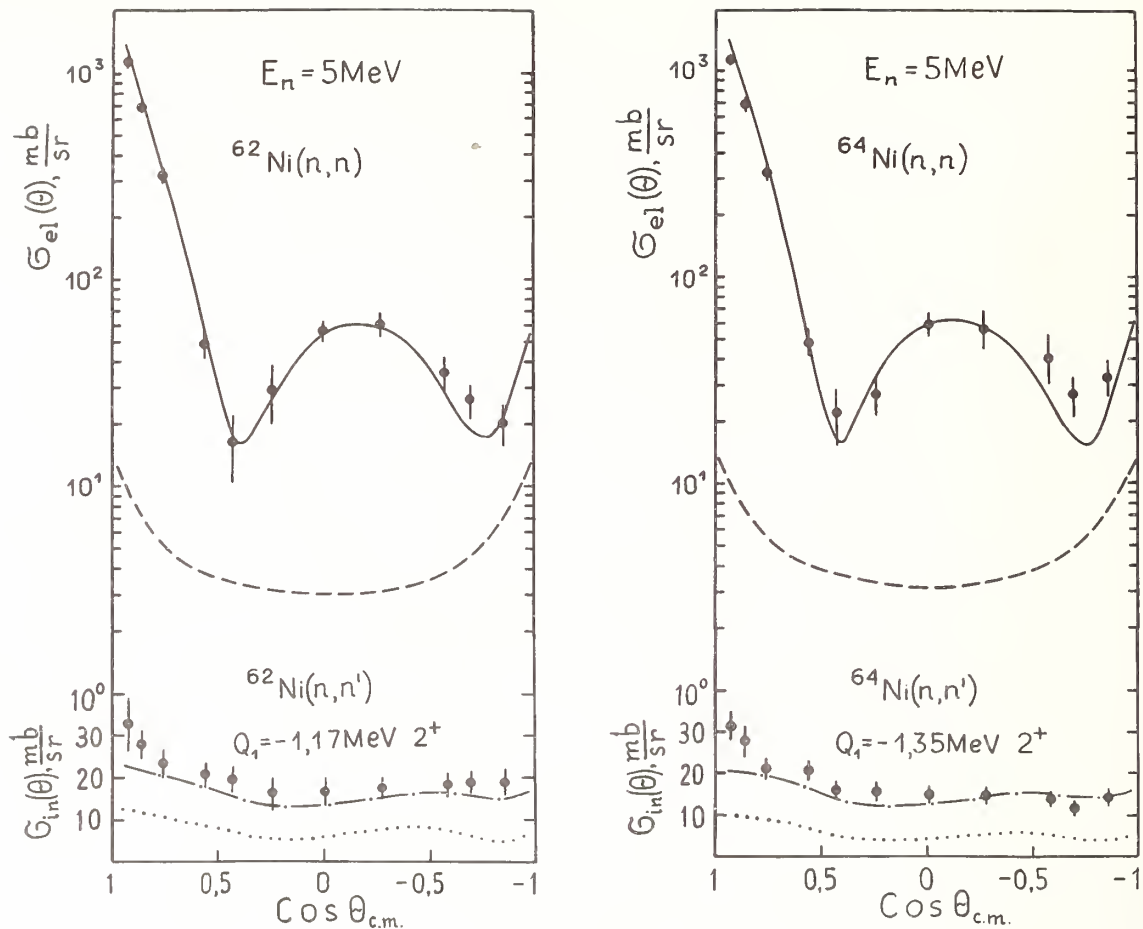 E_n = 5MeV
⁶²Ni(n,n)
σ_el(θ), mb/sr
10³
10²
10¹
10⁰
⁶²Ni(n,n')
Q₁=-1,17MeV 2⁺
σ_in(θ), mb/sr
30
20
10
1 0,5 0 -0,5 -1
Cos θ_c.m.
E_n = 5MeV
⁶⁴Ni(n,n)
σ_el(θ), mb/sr
10³
10²
10¹
10⁰
⁶⁴Ni(n,n')
Q₁=-1,35MeV 2⁺
σ_in(θ), mb/sr
30
20
10
1 0,5 0 -0,5 -1
Cos θ_c.m.